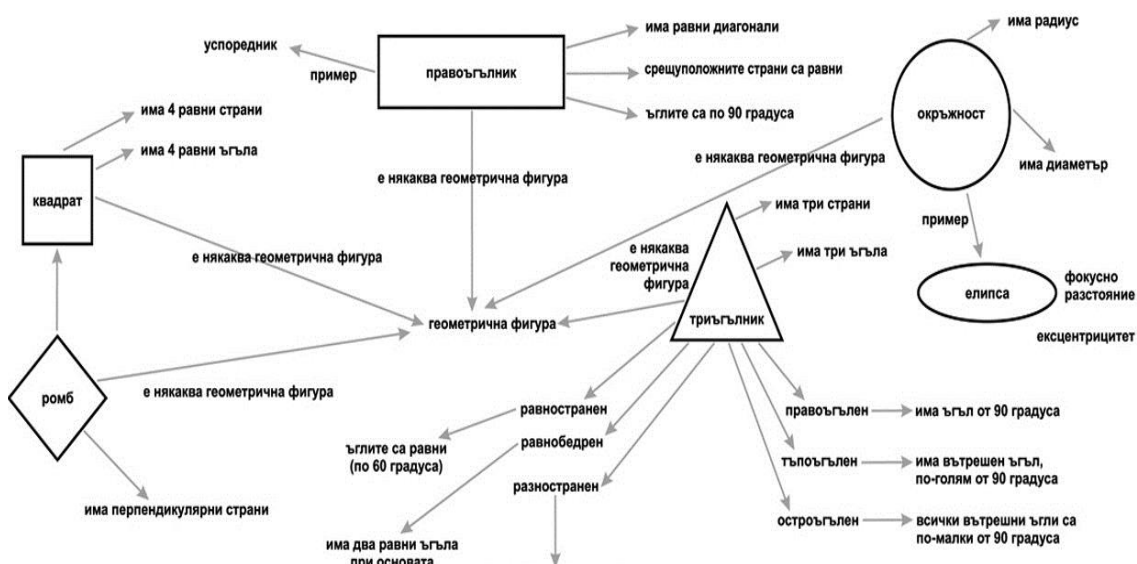 успоредник
пример
правоъгълник
има равни диагонали
срещуположните страни са равни
ъглите са по 90 градуса
има радиус
окръжност
има диаметър
пример
елипса
фокусно
разстояние
ексцентрицитет
има 4 равни страни
има 4 равни ъгъла
квадрат
е някаква геометрична фигура
е някаква геометрична фигура
е някаква геометрична фигура
има три страни
има три ъгъла
е някаква
геометрична
фигура
триъгълник
геометрична фигура
ромб
е някаква геометрична фигура
има перпендикулярни страни
равностранен
ъглите са равни
(по 60 градуса)
равнобедрен
разностранен
има два равни ъгъла
при основата
правоъгълен
има ъгъл от 90 градуса
тъпоъгълен
има вътрешен ъгъл,
по-голям от 90 градуса
остроъгълен
всички вътрешни ъгли са
по-малки от 90 градуса